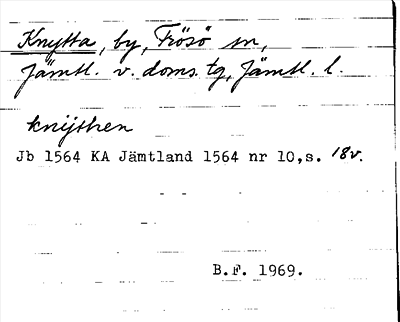 Knytta, by, Frösö sn,
Jämtl. v. doms. tg, Jämtl. l.
knijthen
Jb 1564 KA Jämtland 1564 nr 10,s. 18v.
B.F. 1969.